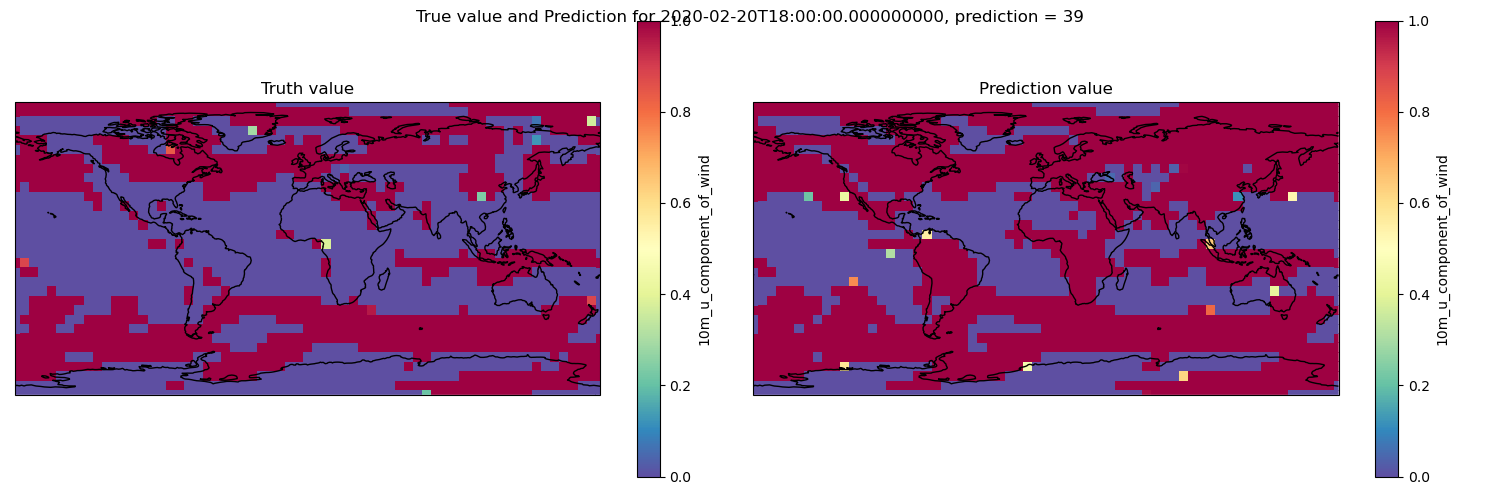 True value and Prediction for 2020-02-20T18:00:00.000000000, prediction = 39
Truth value
1.0
0.8
0.6
0.4
0.2
0.0
10m_u_component_of_wind
Prediction value
1.0
0.8
0.6
0.4
0.2
0.0
10m_u_component_of_wind